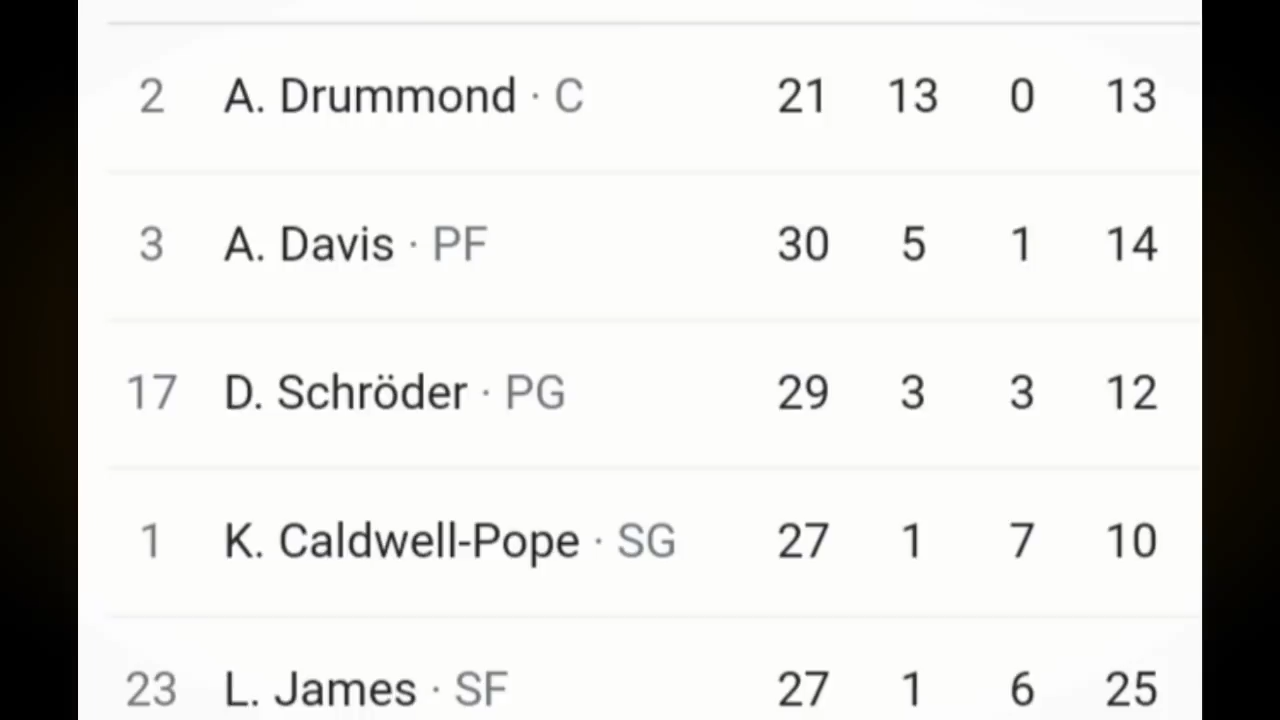 2 A. Drummond · C 21 13 0 13
3 A. Davis · PF 30 5 1 14
17 D. Schröder · PG 29 3 3 12
1 K. Caldwell-Pope · SG 27 1 7 10
23 L. James · SF 27 1 6 25